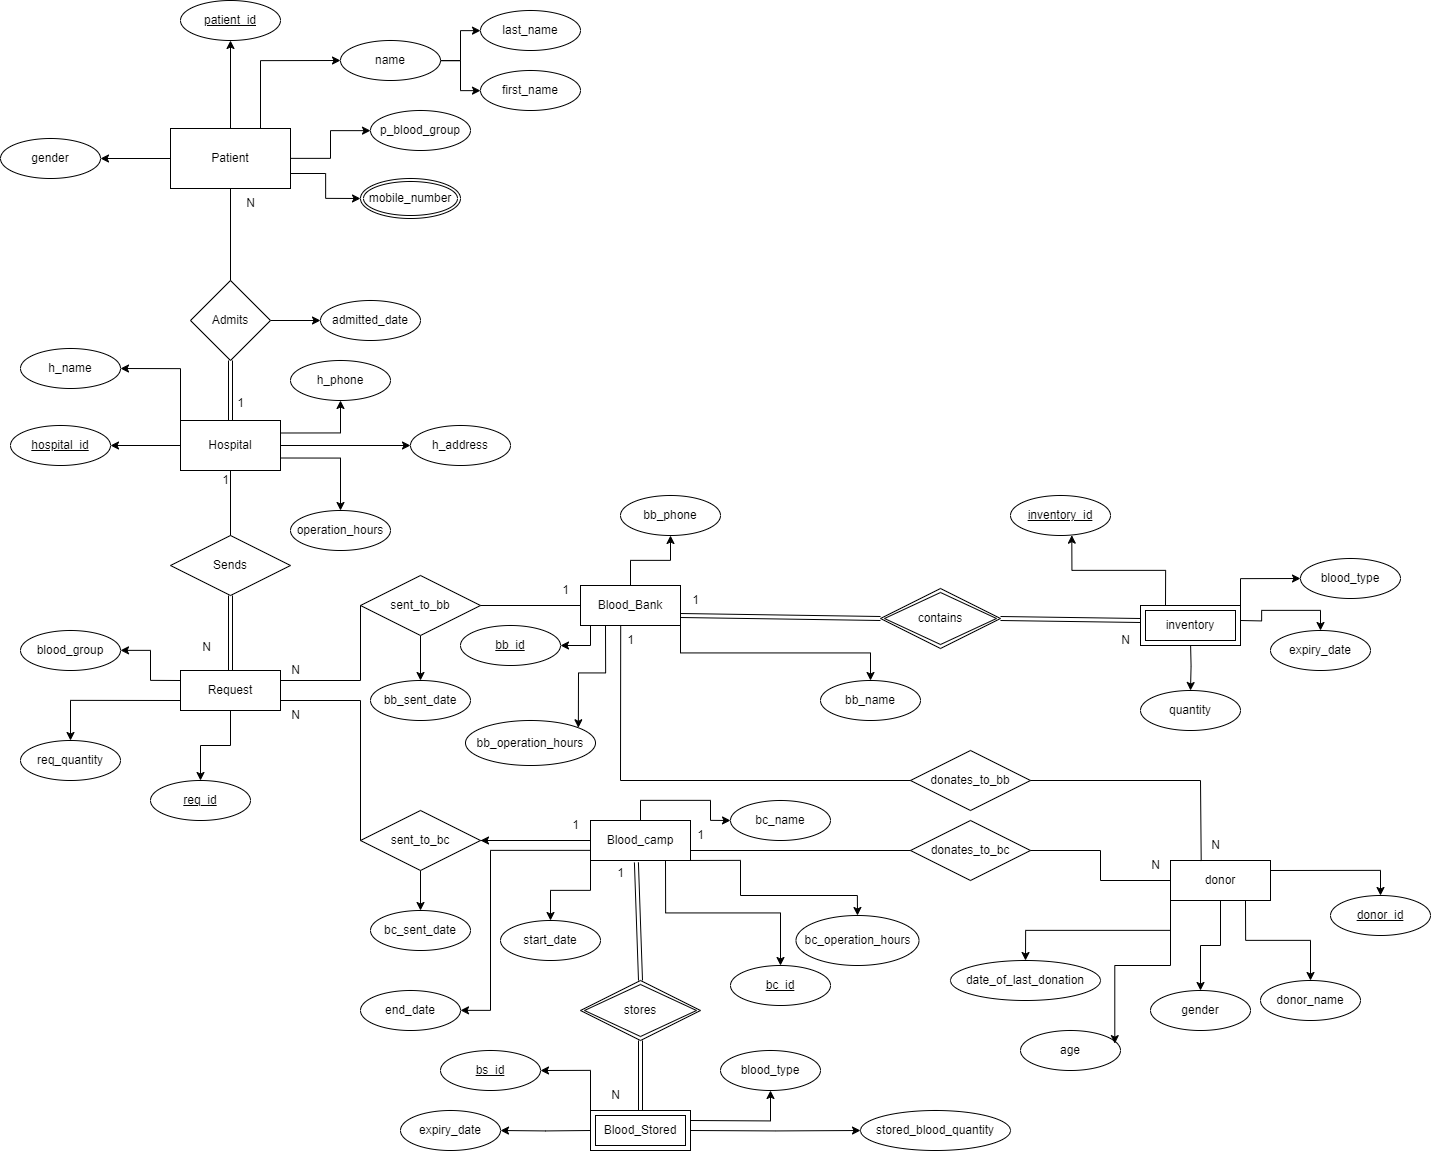 patient_id
last_name
name
first_name
p_blood_group
gender
Patient
mobile_number
N
Admits
admitted_date
h_name
h_phone
1
hospital_id
Hospital
h_address
1
operation_hours
bb_phone
inventory_id
Sends
blood_type
sent_to_bb
1
Blood_Bank
1
contains
inventory
N
blood_group
N
bb_id
1
expiry_date
N
Request
bb_sent_date
bb_name
quantity
N
bb_operation_hours
req_quantity
donates_to_bb
req_id
bc_name
1
sent_to_bc
Blood_camp
1
donates_to_bc
N
N
1
donor
donor_id
bc_sent_date
start_date
bc_operation_hours
date_of_last_donation
bc_id
donor_name
end_date
stores
gender
age
bs_id
blood_type
N
expiry_date
Blood_Stored
stored_blood_quantity